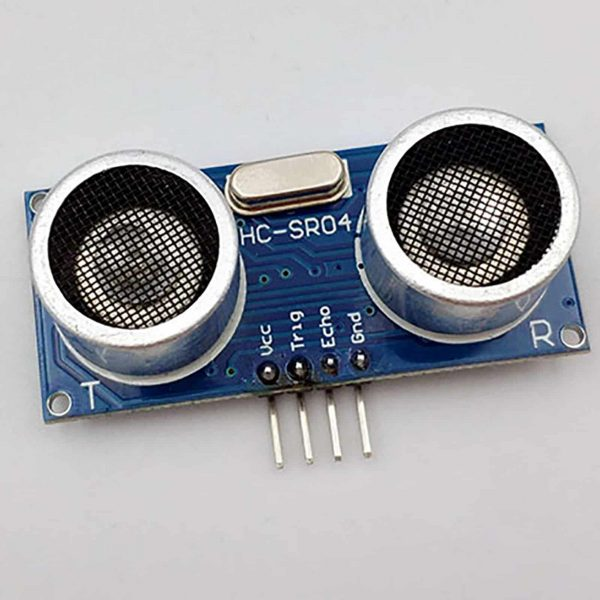 HC-SR04
Vcc
Trig
Echo
Gnd
T
R